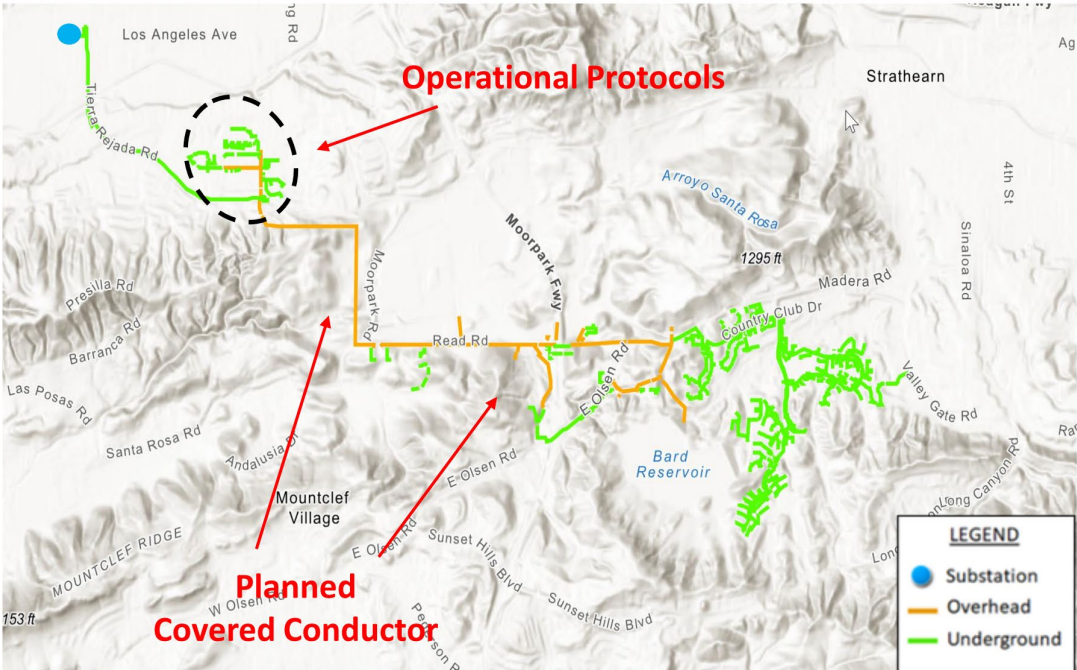 Los Angeles Ave
Tierra Rejada Rd
Operational Protocols
Strathearn
4th St
Arroyo Santa Rosa
Sinaloa Rd
Moorpark Fwy
1295 ft
Madera Rd
Presilla Rd
Moorpark Rd
Country Club Dr
Barranca Rd
Read Rd
E Olsen Rd
Valley Gate Rd
Las Posas Rd
Santa Rosa Rd
Andalusia Dr
E Olsen Rd
Bard
Reservoir
Long Canyon Rd
Mountclef
Village
E Olsen Rd
Sunset Hills Blvd
MOUNTCLEF RIDGE
Planned
Covered Conductor
W Olsen Rd
Sunset Hills Blvd
153 ft
LEGEND
Substation
Overhead
Underground